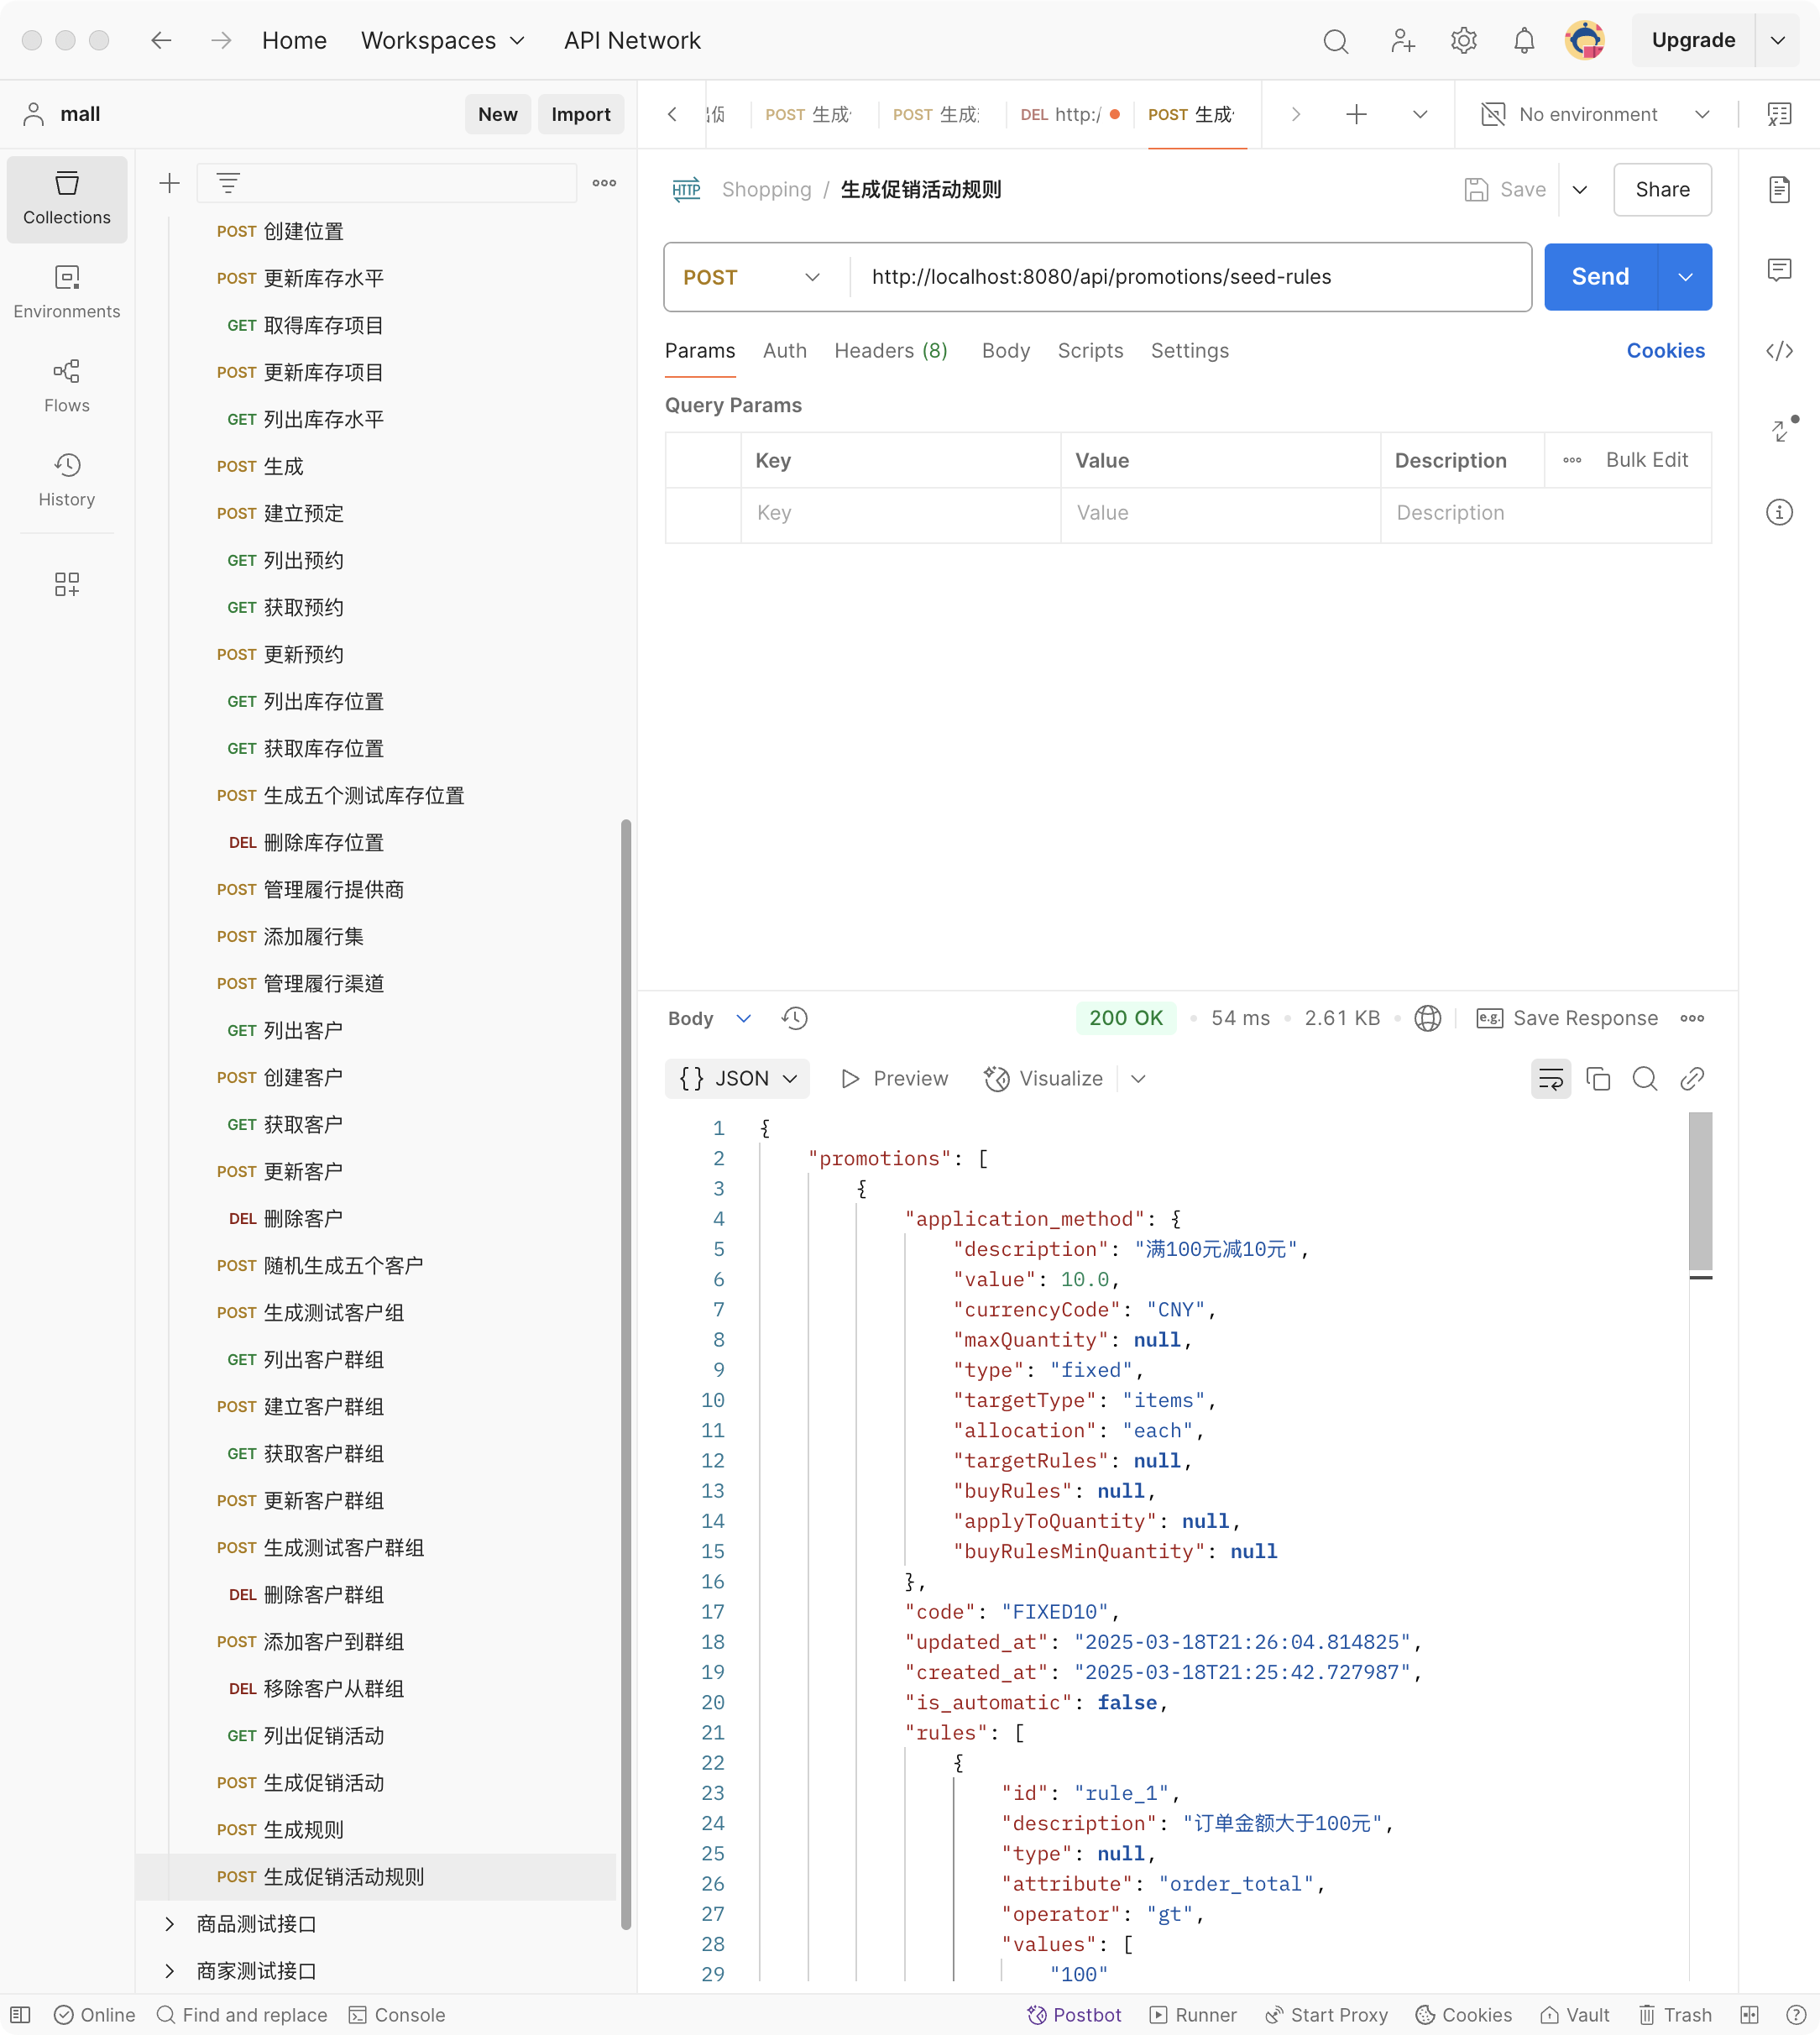 Home Workspaces API Network Upgrade
mall New Import
POST 生成 POST 生成 DEL http:/ POST 生成 No environment
Collections
Environments
Flows
History
POST 创建位置
POST 更新库存水平
GET 取得库存项目
POST 更新库存项目
GET 列出库存水平
POST 生成
POST 建立预定
GET 列出预约
GET 获取预约
POST 更新预约
GET 列出库存位置
GET 获取库存位置
POST 生成五个测试库存位置
DEL 删除库存位置
POST 管理履行提供商
POST 添加履行集
POST 管理履行渠道
GET 列出客户
POST 创建客户
GET 获取客户
POST 更新客户
DEL 删除客户
POST 随机生成五个客户
POST 生成测试客户组
GET 列出客户群组
POST 建立客户群组
GET 获取客户群组
POST 更新客户群组
POST 生成测试客户群组
DEL 删除客户群组
POST 添加客户到群组
DEL 移除客户从群组
GET 列出促销活动
POST 生成促销活动
POST 生成规则
POST 生成促销活动规则
商品测试接口
商家测试接口
HTTP Shopping / 生成促销活动规则 Save Share
POST http://localhost:8080/api/promotions/seed-rules Send
Params Auth Headers (8) Body Scripts Settings Cookies
Query Params
Key Value Description Bulk Edit
Key Value Description
Body 200 OK 54 ms 2.61 KB e.g. Save Response
{} JSON Preview Visualize
1 {
2 "promotions": [
3 {
4 "application_method": {
5 "description": "满100元减10元",
6 "value": 10.0,
7 "currencyCode": "CNY",
8 "maxQuantity": null,
9 "type": "fixed",
10 "targetType": "items",
11 "allocation": "each",
12 "targetRules": null,
13 "buyRules": null,
14 "applyToQuantity": null,
15 "buyRulesMinQuantity": null
16 },
17 "code": "FIXED10",
18 "updated_at": "2025-03-18T21:26:04.814825",
19 "created_at": "2025-03-18T21:25:42.727987",
20 "is_automatic": false,
21 "rules": [
22 {
23 "id": "rule_1",
24 "description": "订单金额大于100元",
25 "type": null,
26 "attribute": "order_total",
27 "operator": "gt",
28 "values": [
29 "100"
Online Find and replace Console Postbot Runner Start Proxy Cookies Vault Trash